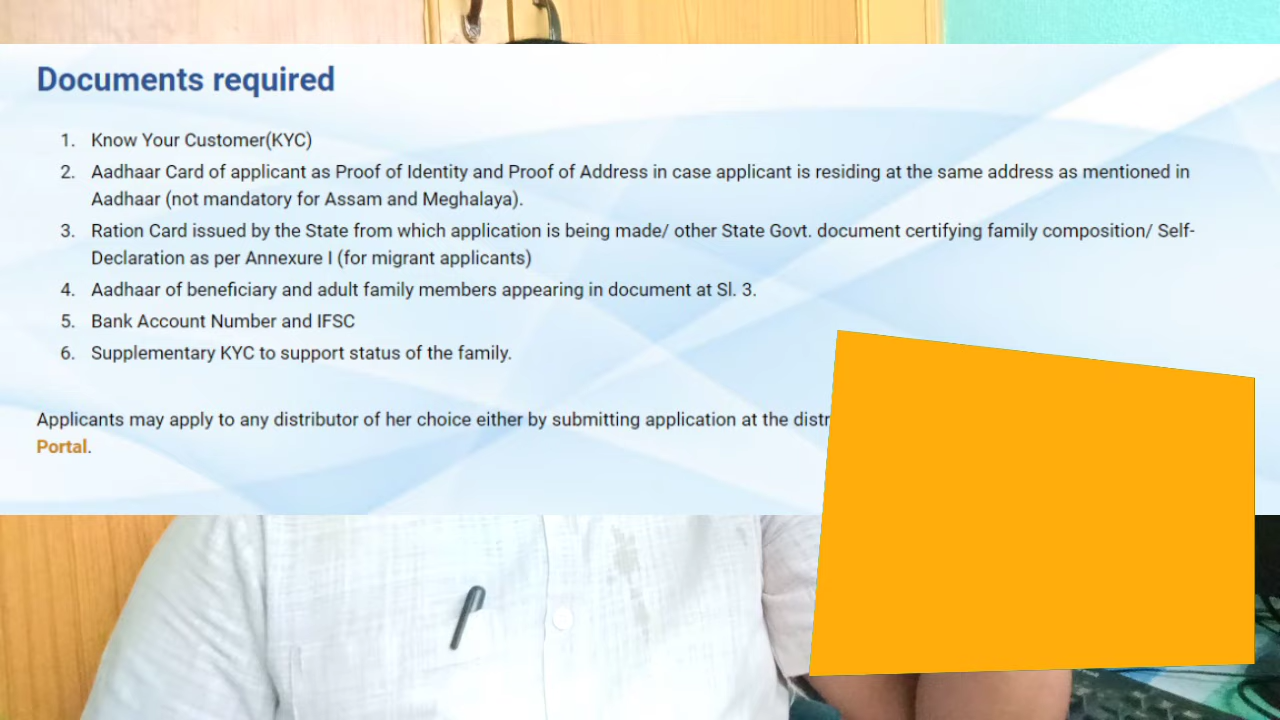 Documents required
1. Know Your Customer(KYC)
2. Aadhaar Card of applicant as Proof of Identity and Proof of Address in case applicant is residing at the same address as mentioned in
Aadhaar (not mandatory for Assam and Meghalaya).
3. Ration Card issued by the State from which application is being made/ other State Govt. document certifying family composition/ Self-
Declaration as per Annexure I (for migrant applicants)
4. Aadhaar of beneficiary and adult family members appearing in document at Sl. 3.
5. Bank Account Number and IFSC
6. Supplementary KYC to support status of the family.
Applicants may apply to any distributor of her choice either by submitting application at the
Portal.